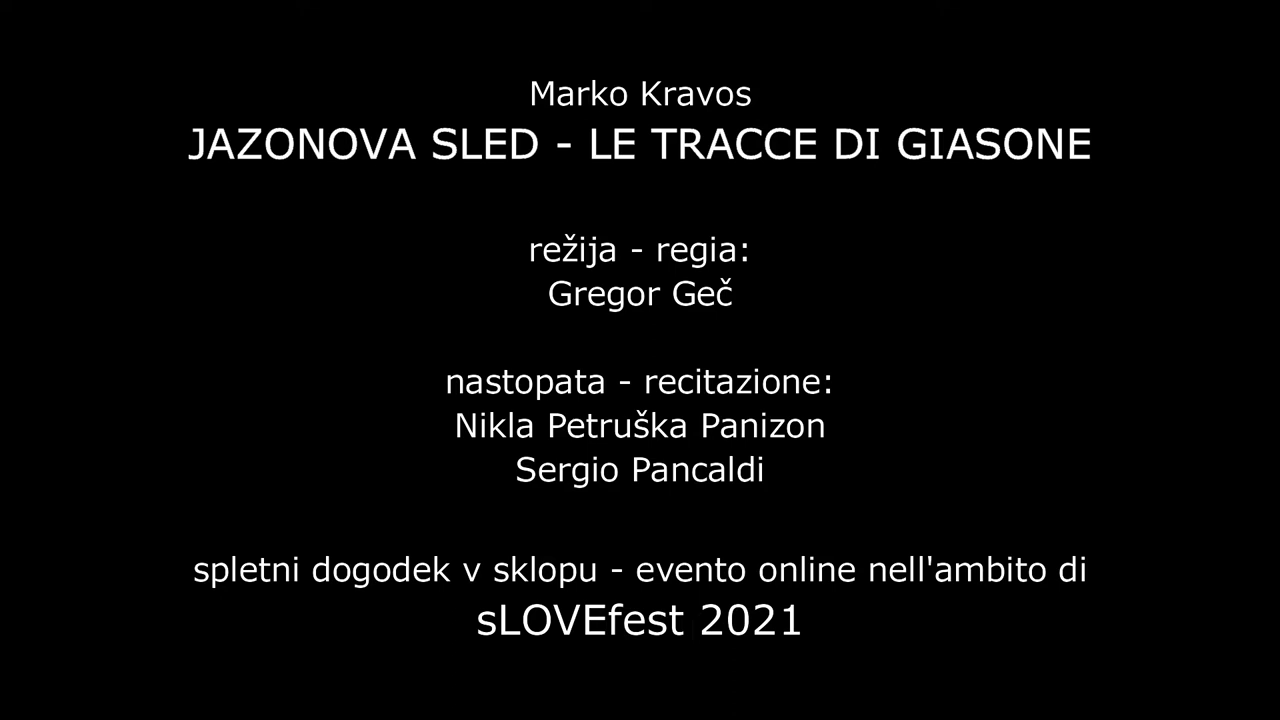 Marko Kravos
JAZONOVA SLED - LE TRACCE DI GIASONE
režija - regia:
Gregor Geč
nastopata - recitazione:
Nikla Petruška Panizon
Sergio Pancaldi
spletni dogodek v sklopu - evento online nell'ambito di
sLOVEfest 2021